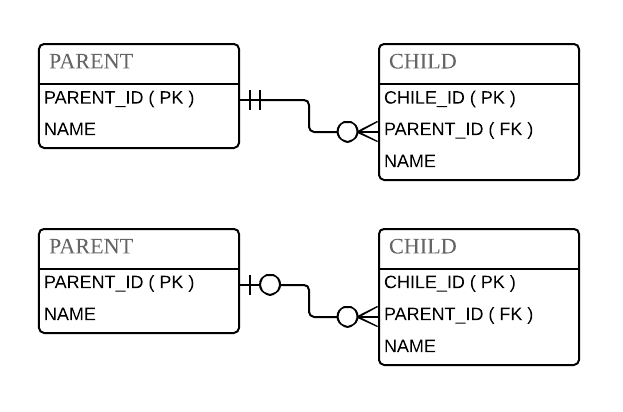 PARENT
PARENT_ID ( PK )
NAME
CHILD
CHILE_ID ( PK )
PARENT_ID ( FK )
NAME
PARENT
PARENT_ID ( PK )
NAME
CHILD
CHILE_ID ( PK )
PARENT_ID ( FK )
NAME